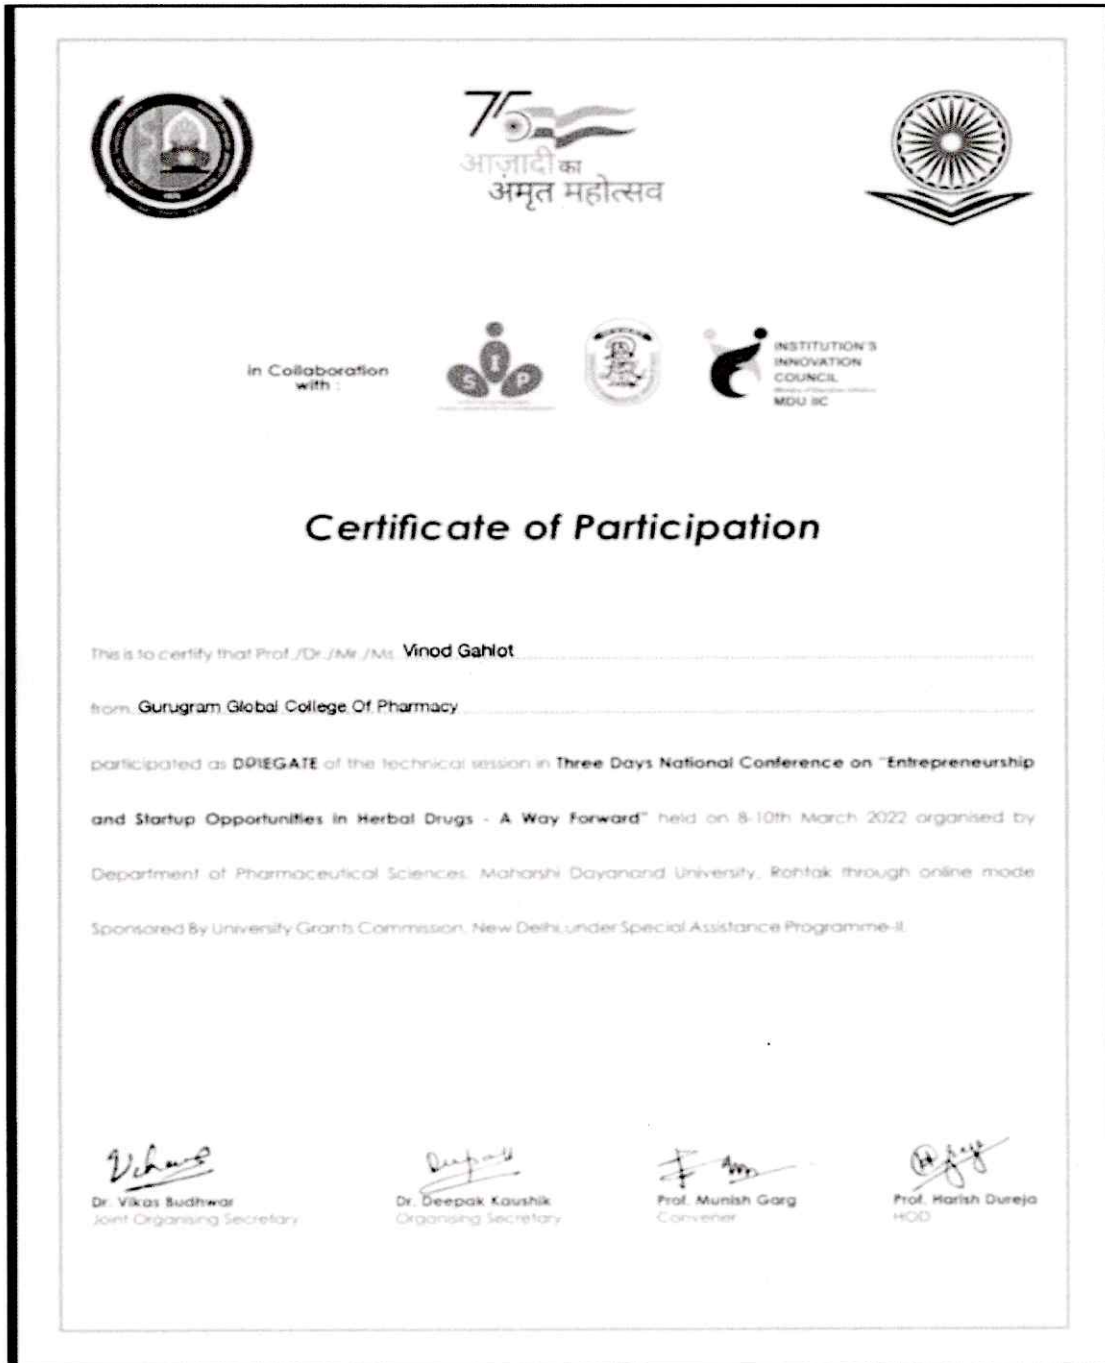 75
आज़ादी का
अमृत महोत्सव
in Collaboration
with :
S I P
INSTITUTION'S
INNOVATION
COUNCIL
MDU IIC
Certificate of Participation
This is to certify that Prof./Dr./Mr./Ms. Vinod Gahlot
from Gurugram Global College Of Pharmacy
participated as of the technical session in Three Days National Conference on "Entrepreneurship
and Startup Opportunities in Herbal Drugs - A Way Forward" held on 8-10th March 2022 organised by
Department of Pharmaceutical Sciences, Maharshi Dayanand University, Rohtak through online mode
Sponsored By University Grants Commission, New Delhi under Special Assistance Programme-II.
Dr. Vikas Budhwar
Joint Organising Secretary
Dr. Deepak Kaushik
Organising Secretary
Prof. Munish Garg
Convener
Prof. Harish Dureja
HOD